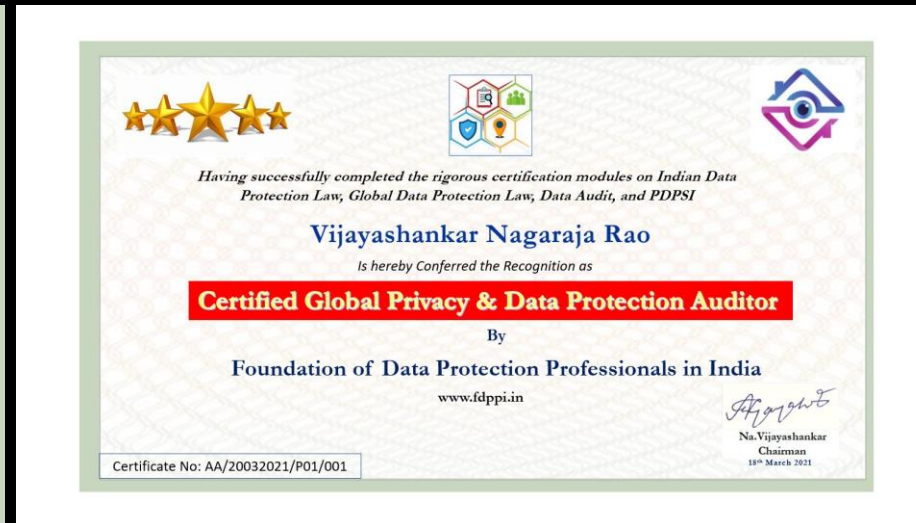 Having successfully completed the rigorous certification modules on Indian Data
Protection Law, Global Data Protection Law, Data Audit, and PDPSI
Vijayashankar Nagaraja Rao
Is hereby Conferred the Recognition as
Certified Global Privacy & Data Protection Auditor
By
Foundation of Data Protection Professionals in India
www.fdppi.in
Na.Vijayashankar
Chairman
18th March 2021
Certificate No: AA/20032021/P01/001